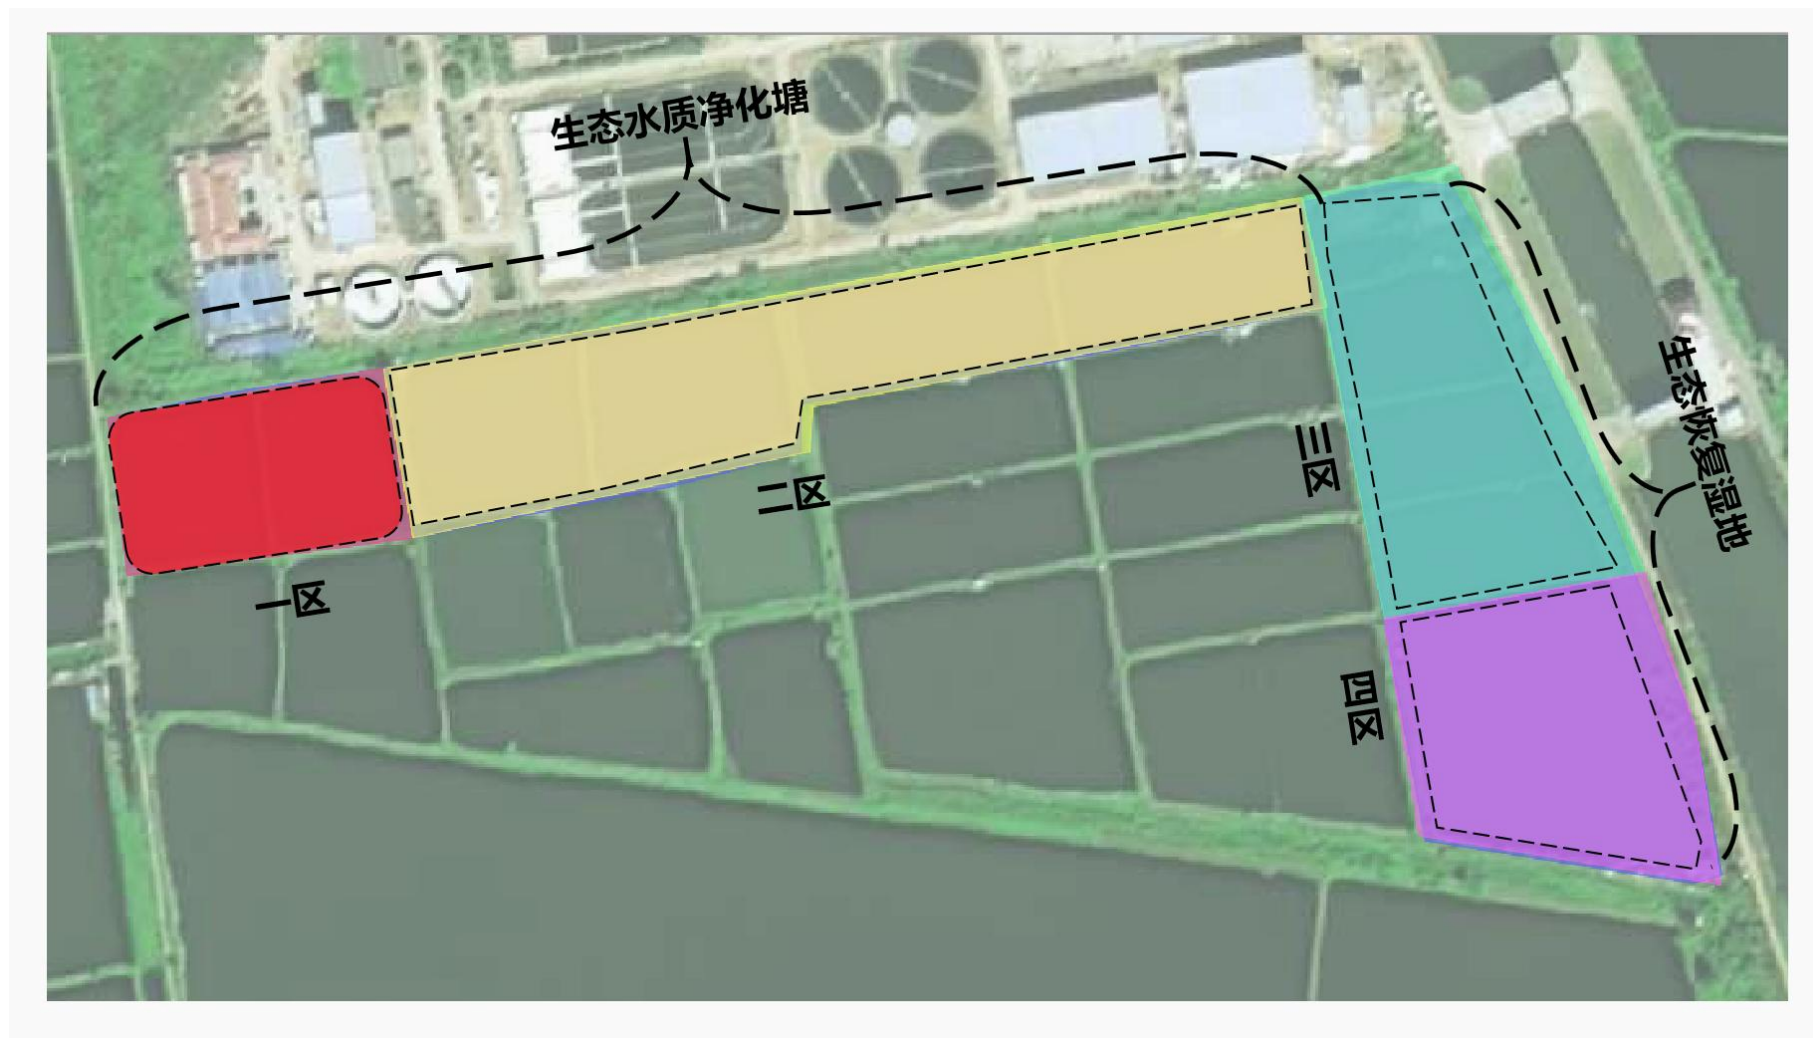 生态水质净化塘
生态恢复湿地
三区
二区
一区
四区